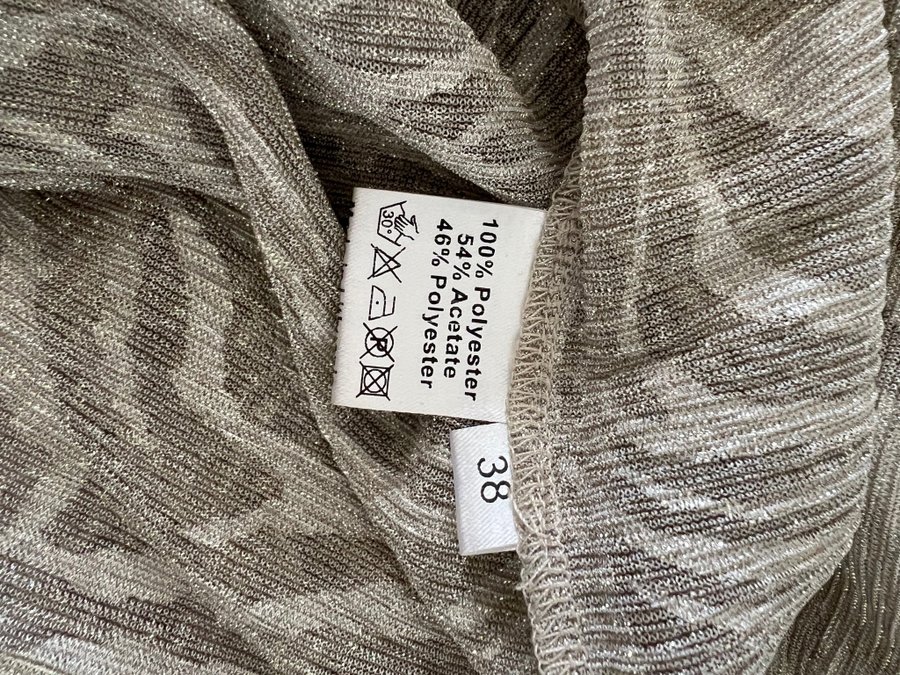 100% Polyester
54% Acetate
46% Polyester
30°
P
38